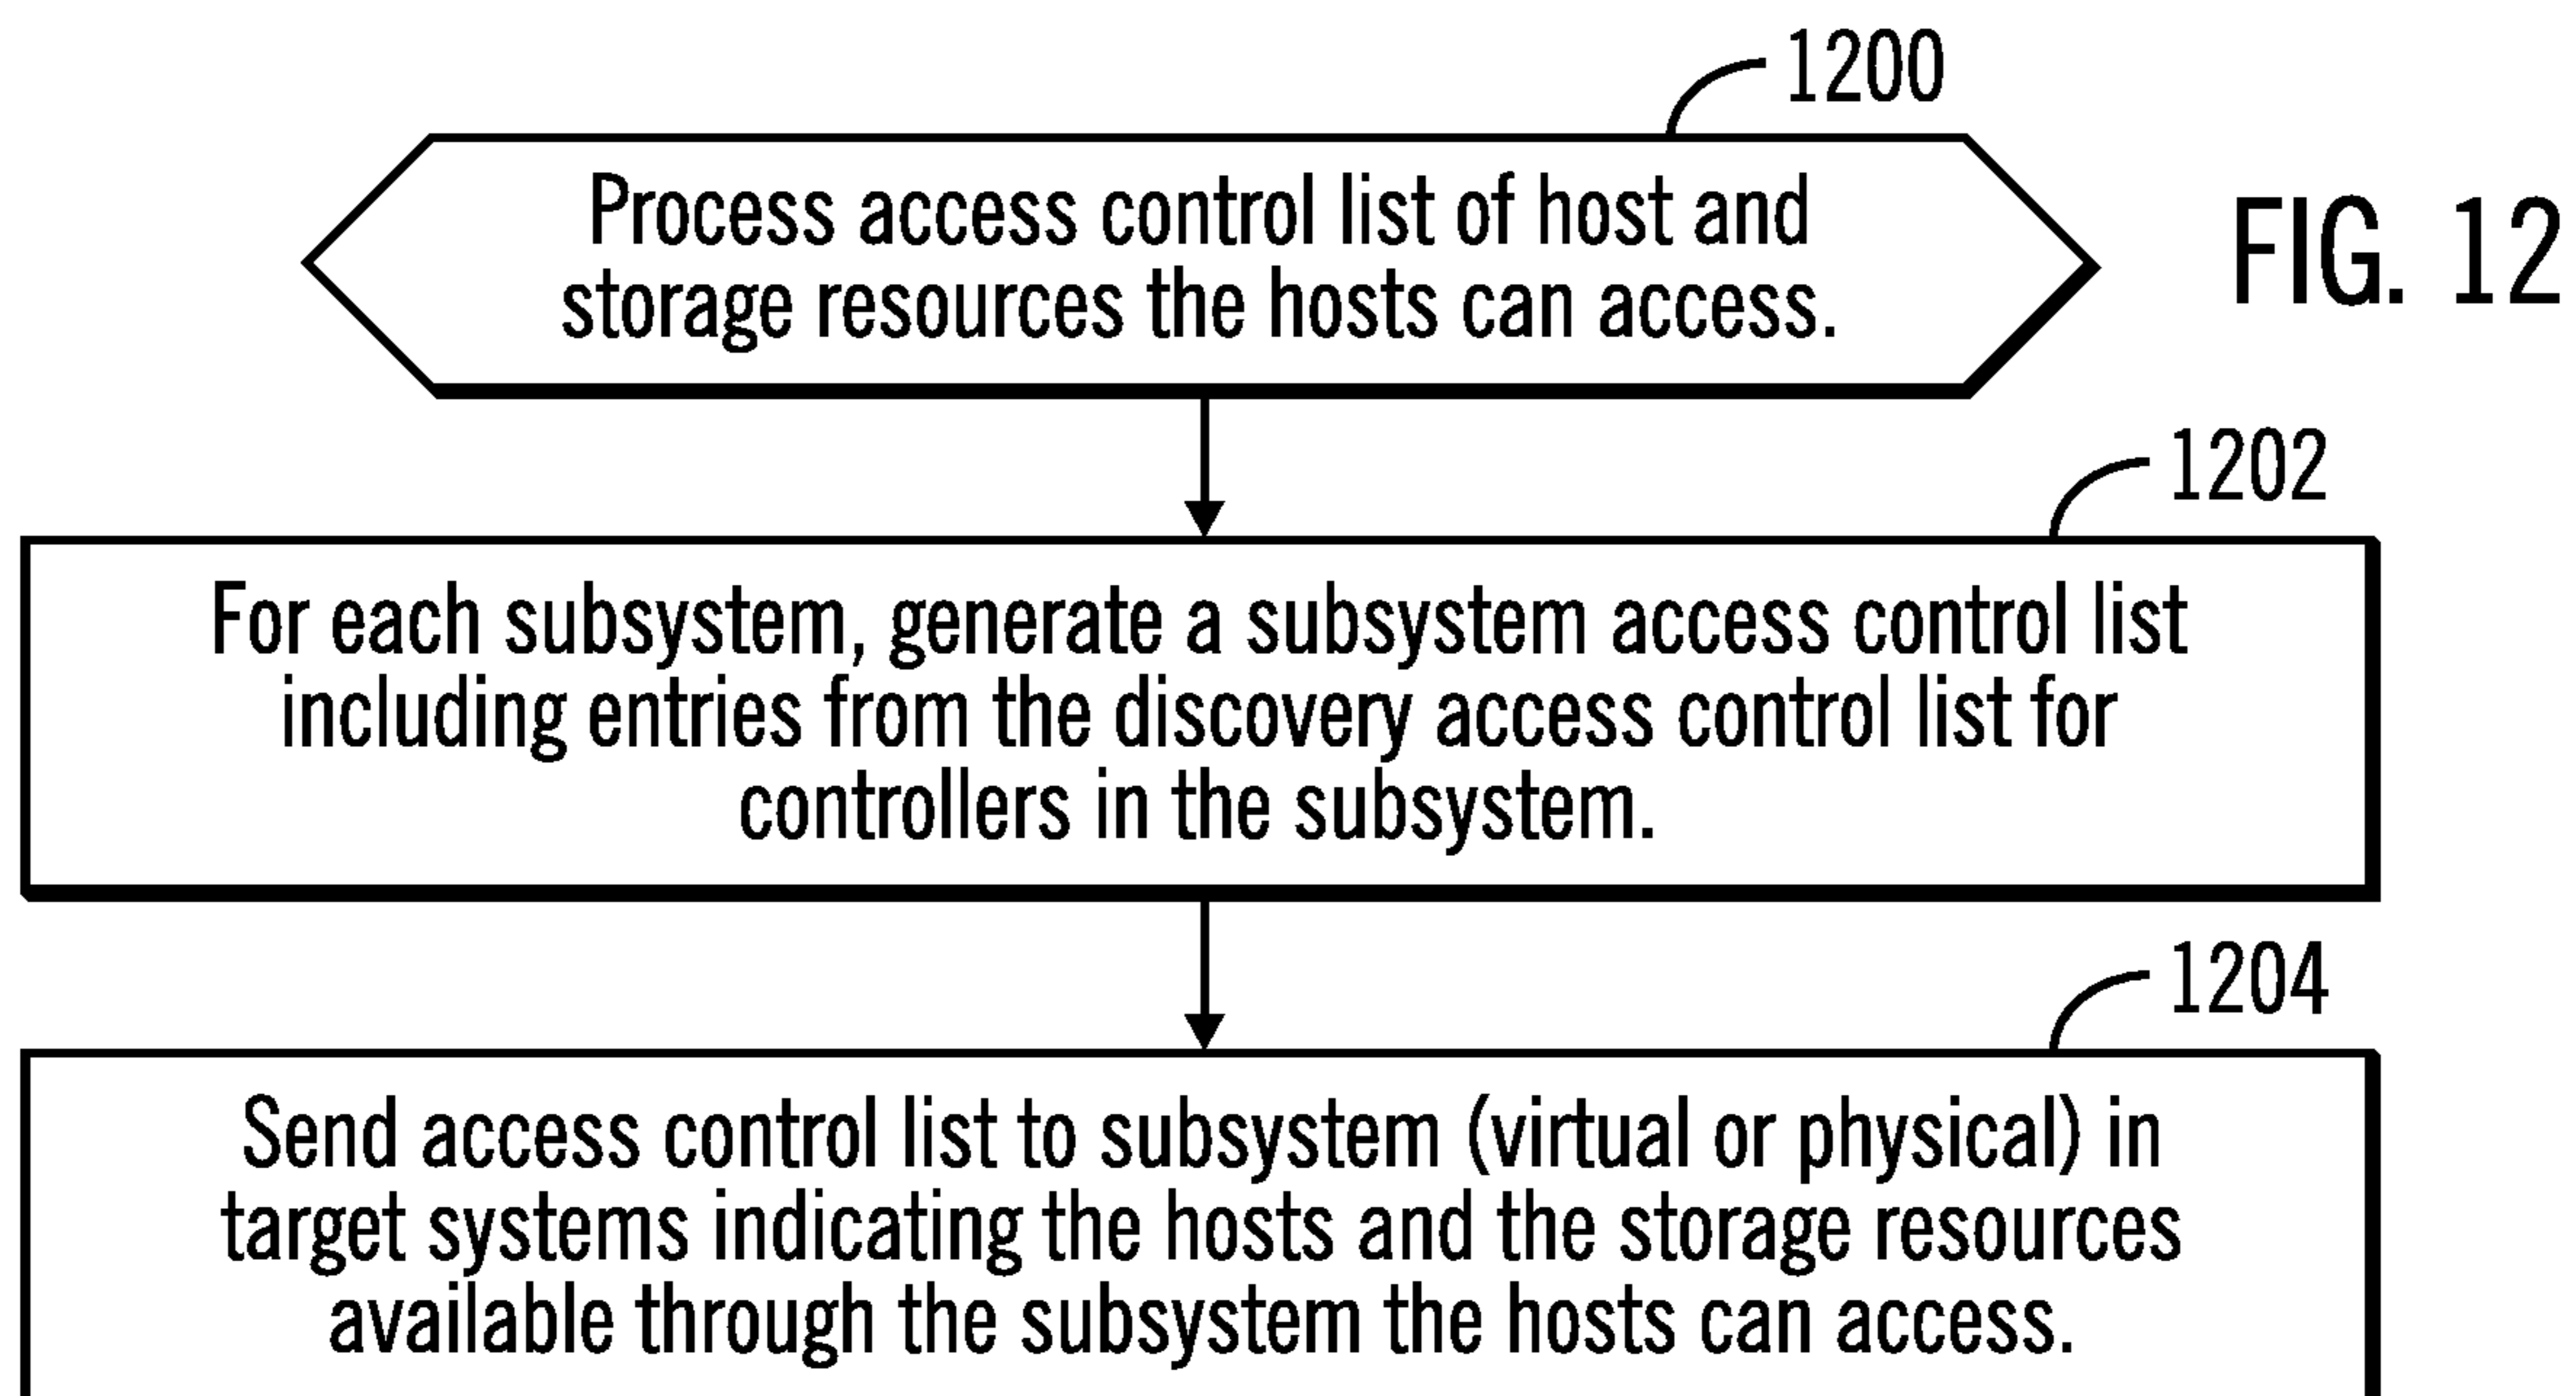 1200
Process access control list of host and
storage resources the hosts can access.
FIG. 12
1202
For each subsystem, generate a subsystem access control list
including entries from the discovery access control list for
controllers in the subsystem.
1204
Send access control list to subsystem (virtual or physical) in
target systems indicating the hosts and the storage resources
available through the subsystem the hosts can access.